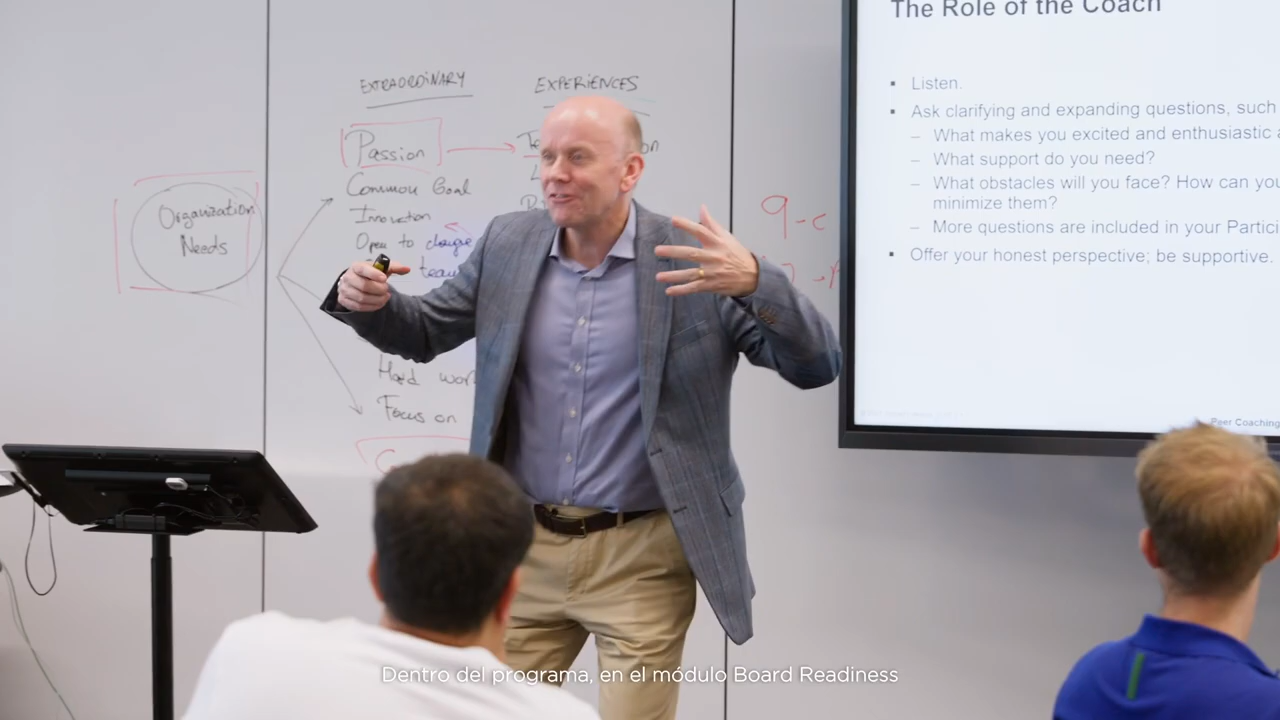 The Role of the Coach
Listen.
Ask clarifying and expanding questions, such
– What makes you excited and enthusiastic
– What support do you need?
– What obstacles will you face? How can you
minimize them?
– More questions are included in your Partici
Offer your honest perspective; be supportive.
Peer Coaching
EXTRAORDINARY
EXPERIENCES
Passion
Common Goal
Innovation
Open to change
team
Hard work
Focus on
Organization
Needs
9-c
Dentro del programa, en el módulo Board Readiness